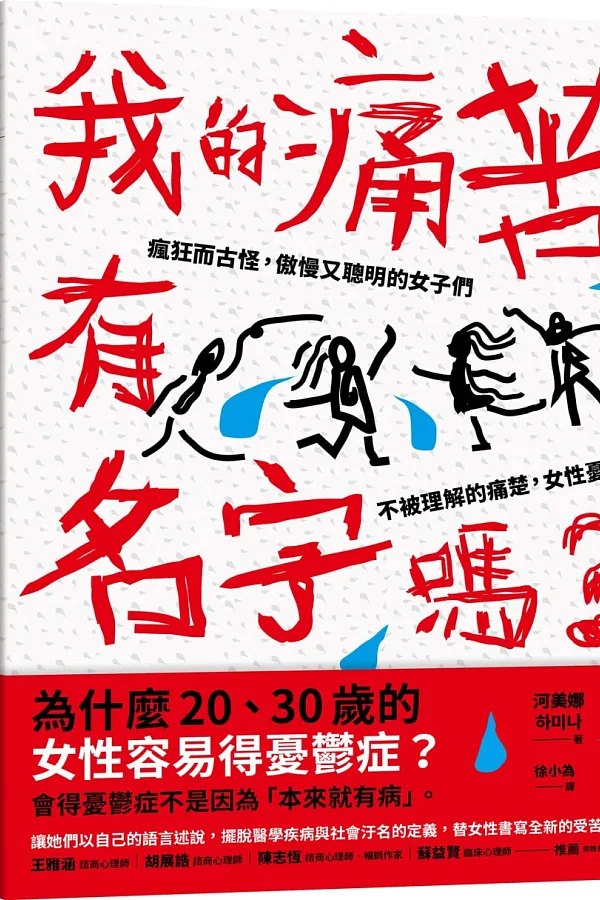 我的痛苦
瘋狂而古怪，傲慢又聰明的女子們
有
不被理解的痛楚，女性憂
名字嗎？
為什麼20、30歲的
女性容易得憂鬱症？
會得憂鬱症不是因為「本來就有病」。
河美娜
하미나
著
徐小為
譯
讓她們以自己的語言述說，擺脫醫學疾病與社會汙名的定義，替女性書寫全新的受苦
王雅涵 諮商心理師｜胡展誥 諮商心理師｜陳志恆 諮商心理師、暢銷作家｜蘇益賢 臨床心理師——推薦